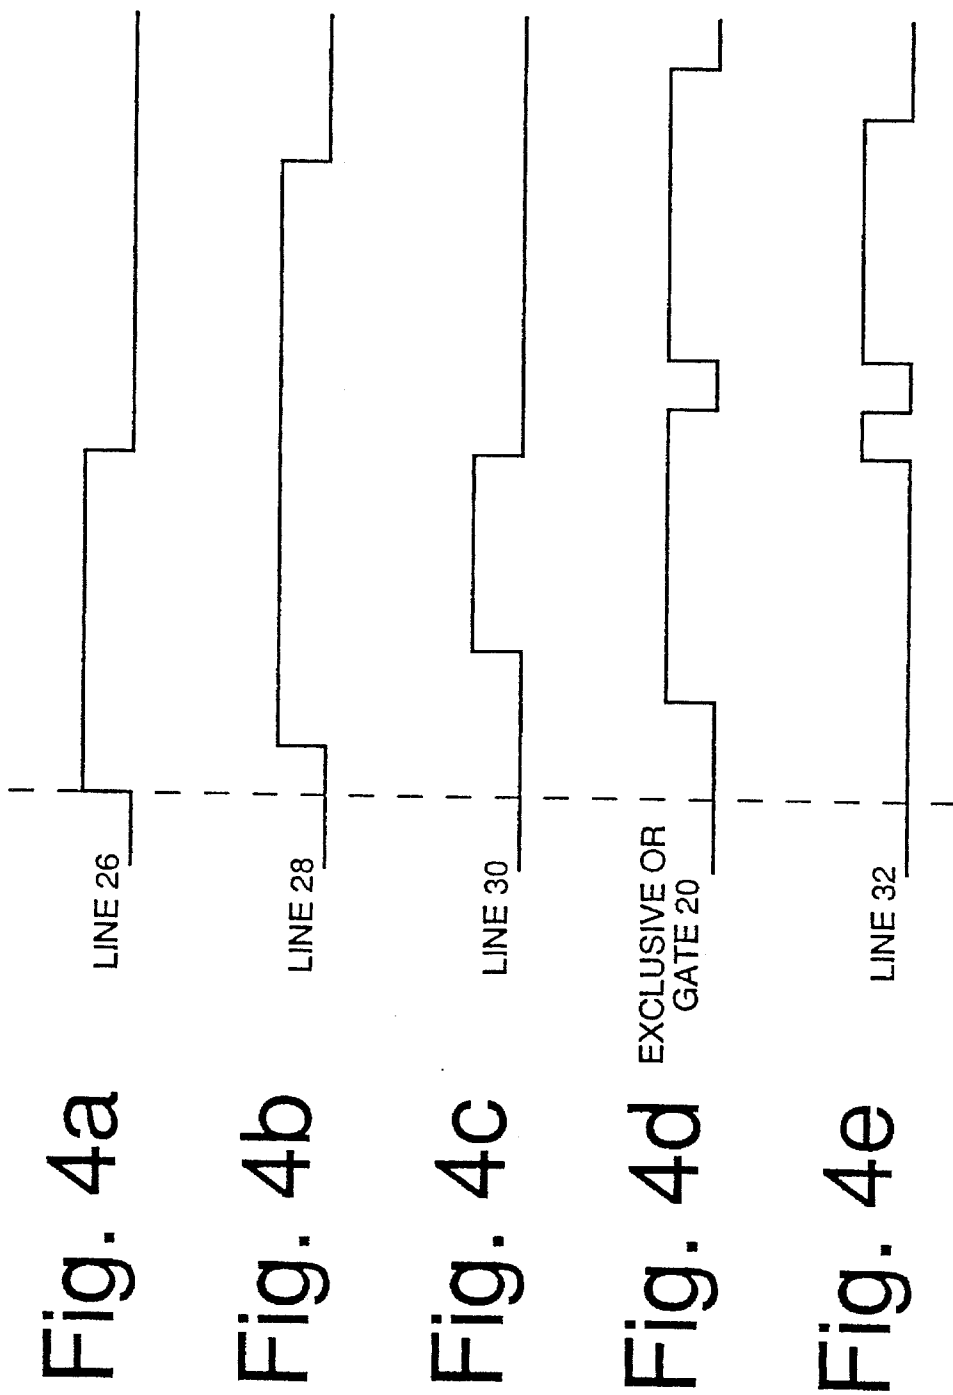 Fig. 4a
LINE 26
Fig. 4b
LINE 28
Fig. 4c
LINE 30
Fig. 4d
EXCLUSIVE OR
GATE 20
Fig. 4e
LINE 32